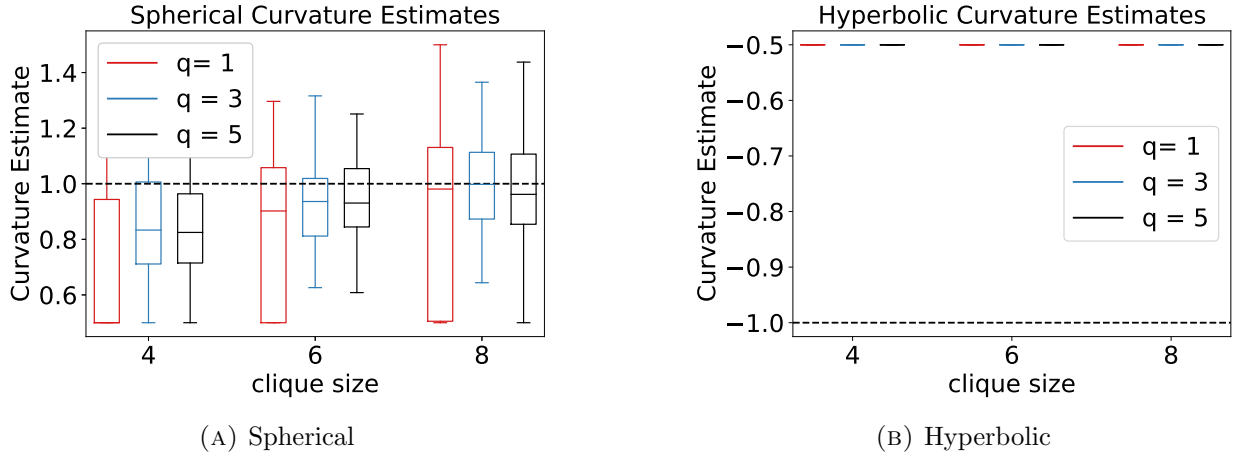 Spherical Curvature Estimates
Curvature Estimate
1.4
1.2
1.0
0.8
0.6
q= 1
q = 3
q = 5
4 6 8
clique size
(A) Spherical
Hyperbolic Curvature Estimates
Curvature Estimate
−0.5
−0.6
−0.7
−0.8
−0.9
−1.0
q= 1
q = 3
q = 5
4 6 8
clique size
(B) Hyperbolic